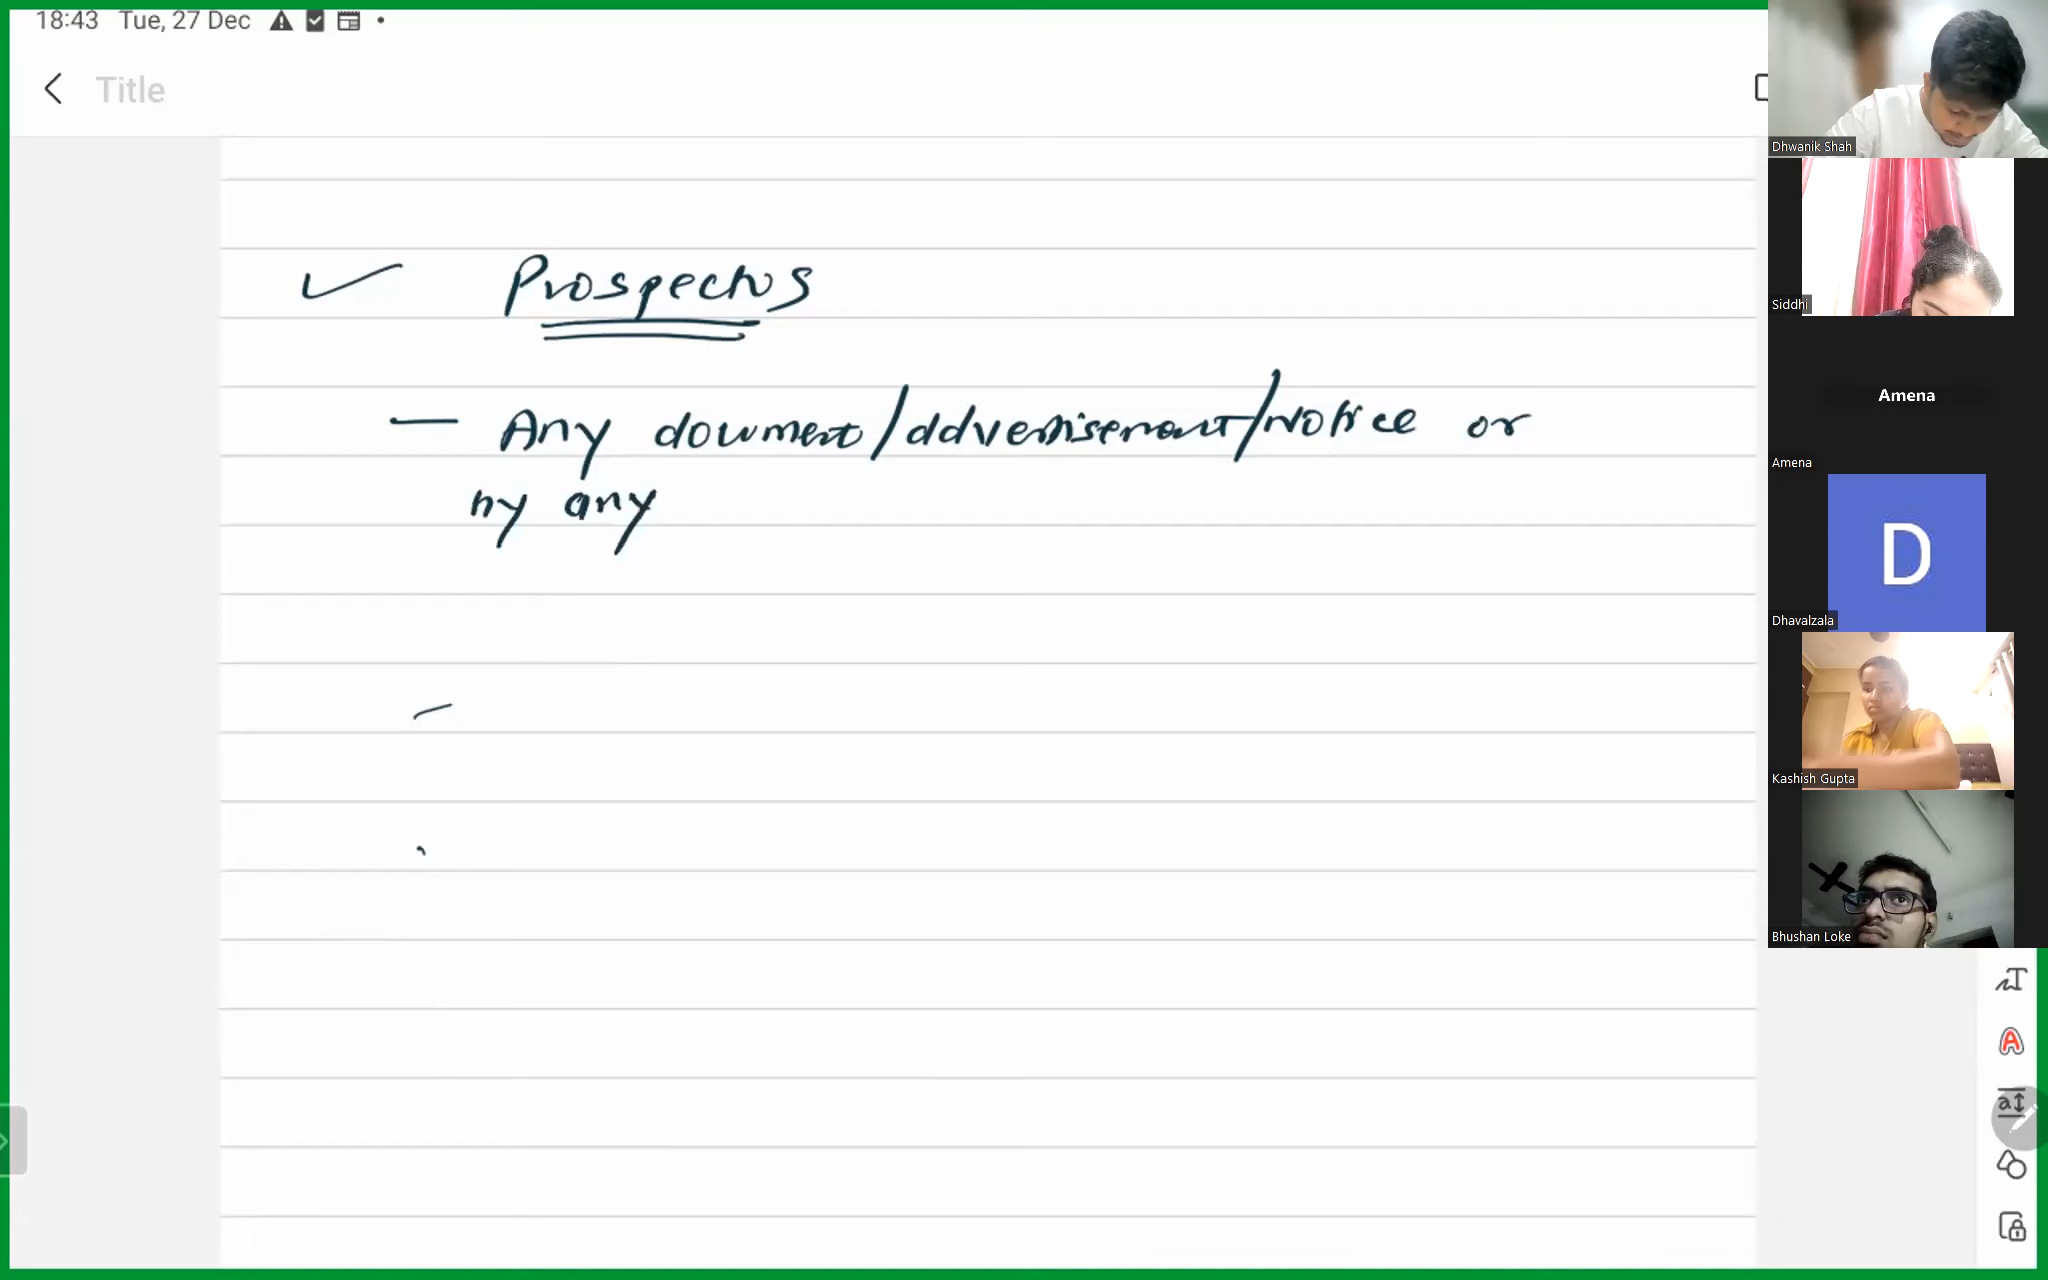 18:43 Tue, 27 Dec
Title
Prospectus
— Any document/advertisement/Notice or
by any
Dhwanik Shah
Siddhi
Amena
Amena
D
Dhavalzala
Kashish Gupta
Bhushan Loke